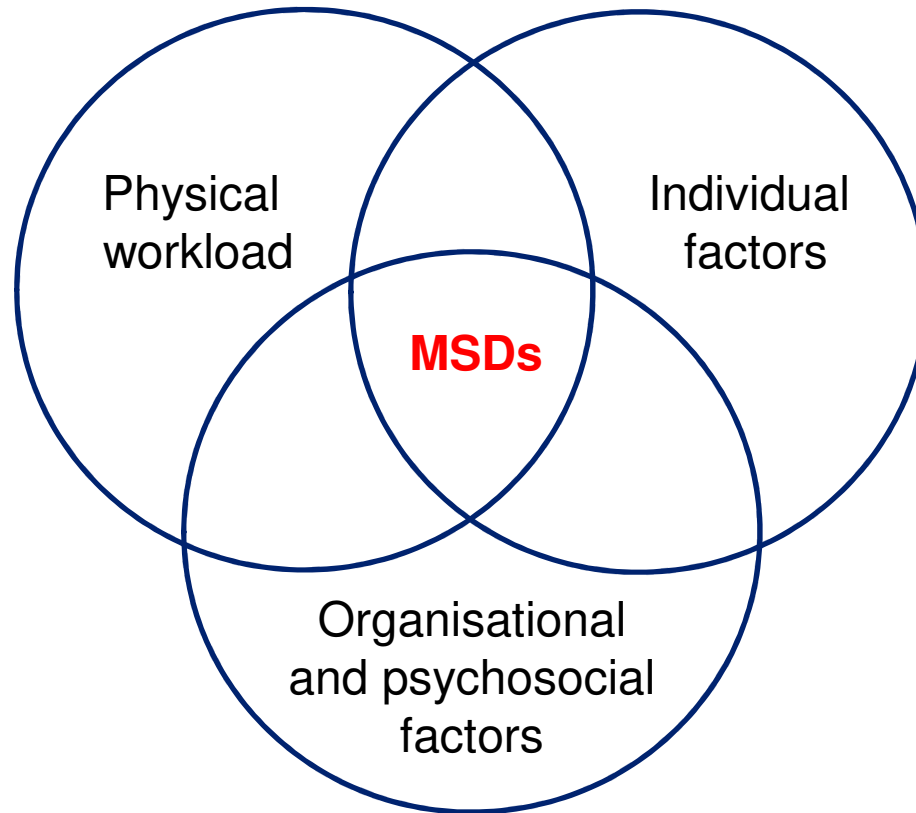 Physical
workload
Individual
factors
MSDs
Organisational
and psychosocial
factors